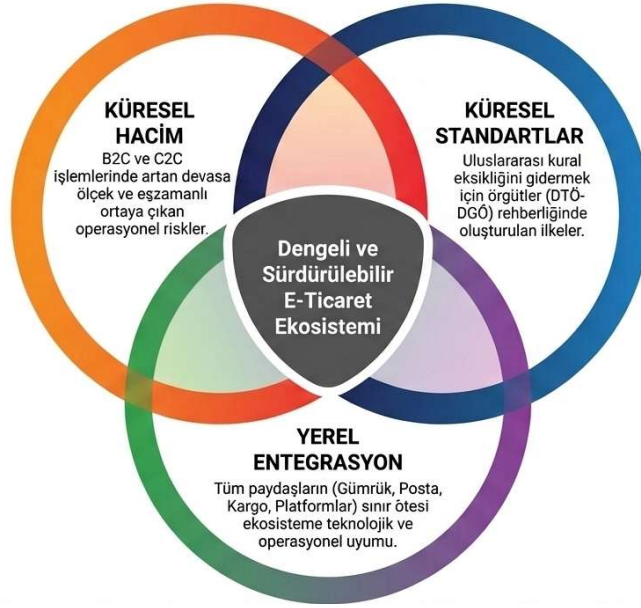 KÜRESEL
HACİM
B2C ve C2C
işlemlerinde artan devasa
ölçek ve eşzamanlı
ortaya çıkan
operasyonel riskler.
KÜRESEL
STANDARTLAR
Uluslararası kural
eksikliğini gidermek
için örgütler (DTÖ-
DGÓ) rehberliğinde
oluşturulan ilkeler.
Dengeli ve
Sürdürülebilir
E-Ticaret
Ekosistemi
YEREL
ENTEGRASYON
Tüm paydaşların (Gümrük, Posta,
Kargo, Platformlar) sınır ótesi
ekosisteme teknolojik ve
operasyonel uyumu.